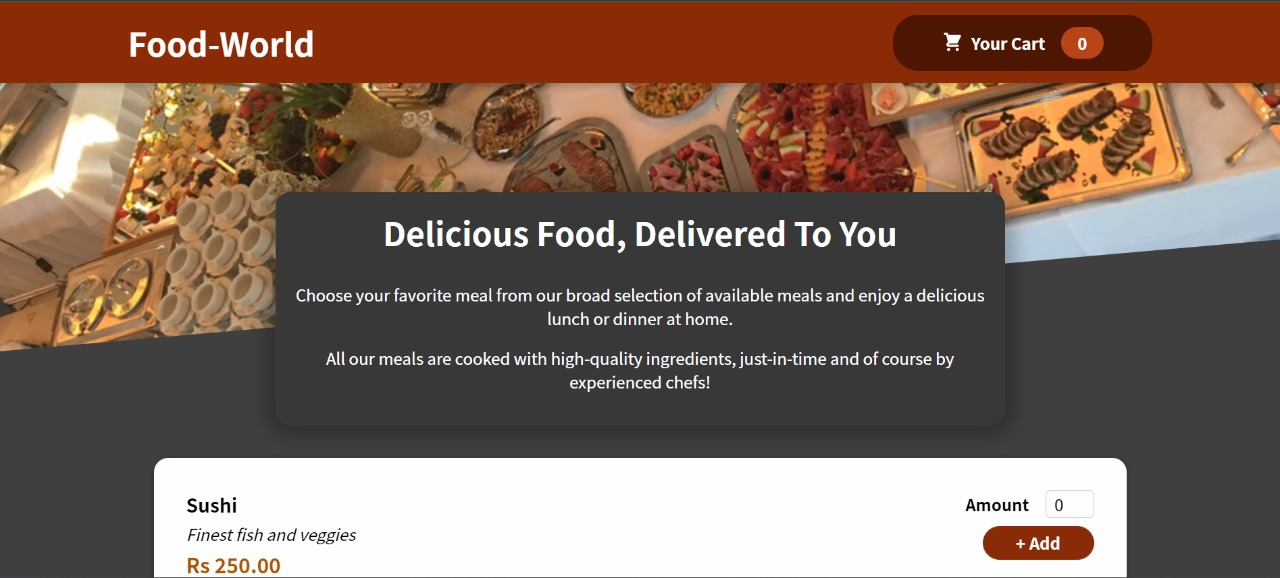 Food-World
Your Cart 0
Delicious Food, Delivered To You
Choose your favorite meal from our broad selection of available meals and enjoy a delicious
lunch or dinner at home.
All our meals are cooked with high-quality ingredients, just-in-time and of course by
experienced chefs!
Sushi
Amount 0
Finest fish and veggies
+ Add
Rs 250.00